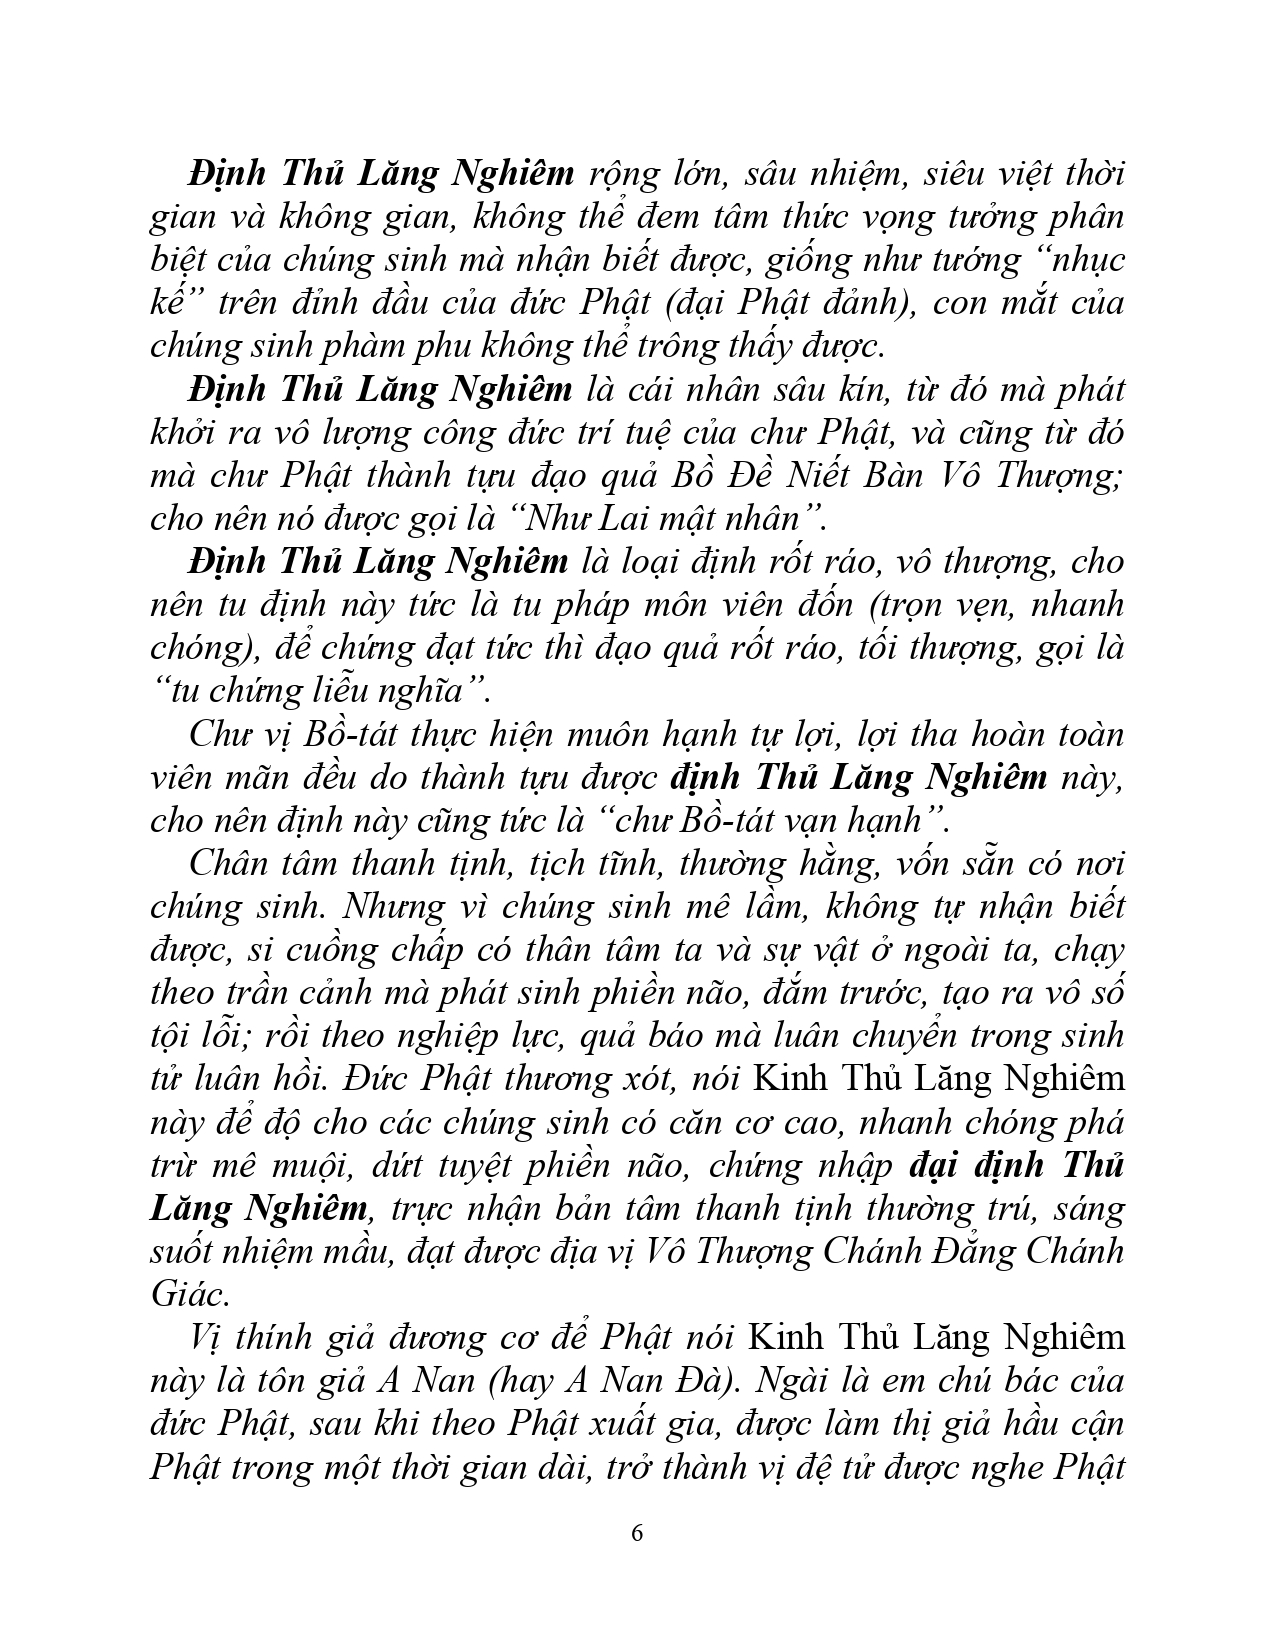 Định Thủ Lăng Nghiêm rộng lớn, sâu nhiệm, siêu việt thời
gian và không gian, không thể đem tâm thức vọng tưởng phân
biệt của chúng sinh mà nhận biết được, giống như tướng “nhục
kế” trên đỉnh đầu của đức Phật (đại Phật đảnh), con mắt của
chúng sinh phàm phu không thể trông thấy được.
Định Thủ Lăng Nghiêm là cái nhân sâu kín, từ đó mà phát
khởi ra vô lượng công đức trí tuệ của chư Phật, và cũng từ đó
mà chư Phật thành tựu đạo quả Bồ Đề Niết Bàn Vô Thượng;
cho nên nó được gọi là “Như Lai mật nhân”.
Định Thủ Lăng Nghiêm là loại định rốt ráo, vô thượng, cho
nên tu định này tức là tu pháp môn viên đốn (trọn vẹn, nhanh
chóng), để chứng đạt tức thì đạo quả rốt ráo, tối thượng, gọi là
“tu chứng liễu nghĩa”.
Chư vị Bồ-tát thực hiện muôn hạnh tự lợi, lợi tha hoàn toàn
viên mãn đều do thành tựu được định Thủ Lăng Nghiêm này,
cho nên định này cũng tức là “chư Bồ-tát vạn hạnh”.
Chân tâm thanh tịnh, tịch tĩnh, thường hằng, vốn sẵn có nơi
chúng sinh. Nhưng vì chúng sinh mê lầm, không tự nhận biết
được, si cuồng chấp có thân tâm ta và sự vật ở ngoài ta, chạy
theo trần cảnh mà phát sinh phiền não, đắm trước, tạo ra vô số
tội lỗi; rồi theo nghiệp lực, quả báo mà luân chuyển trong sinh
tử luân hồi. Đức Phật thương xót, nói Kinh Thủ Lăng Nghiêm
này để độ cho các chúng sinh có căn cơ cao, nhanh chóng phá
trừ mê muội, dứt tuyệt phiền não, chứng nhập đại định Thủ
Lăng Nghiêm, trực nhận bản tâm thanh tịnh thường trú, sáng
suốt nhiệm mầu, đạt được địa vị Vô Thượng Chánh Đẳng Chánh
Giác.
Vị thính giả đương cơ để Phật nói Kinh Thủ Lăng Nghiêm
này là tôn giả A Nan (hay A Nan Đà). Ngài là em chú bác của
đức Phật, sau khi theo Phật xuất gia, được làm thị giả hầu cận
Phật trong một thời gian dài, trở thành vị đệ tử được nghe Phật
6